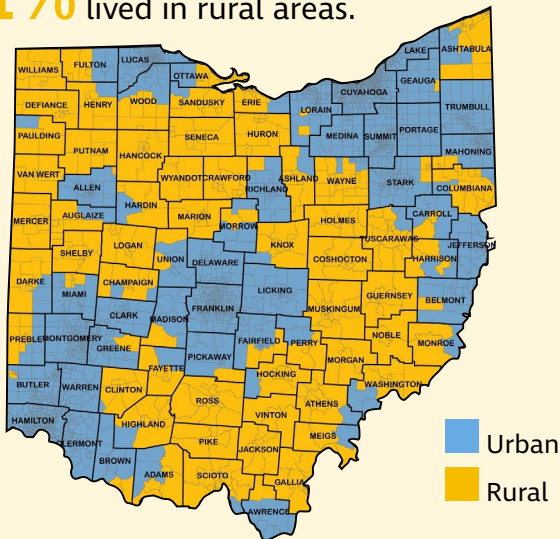 % lived in rural areas.
WILLIAMS
FULTON
LUCAS
OTTAWA
LAKE
ASHTABULA
GEAUGA
CUYAHOGA
DEFIANCE
HENRY
WOOD
SANDUSKY
ERIE
LORAIN
TRUMBULL
PAULDING
SENECA
HURON
MEDINA
SUMMIT
PORTAGE
MAHONING
PUTNAM
HANCOCK
VAN WERT
ALLEN
WYANDOT
CRAWFORD
RICHLAND
ASHLAND
WAYNE
STARK
COLUMBIANA
HARDIN
MERCER
AUGLAIZE
MARION
MORROW
HOLMES
CARROLL
TUSCARAWAS
JEFFERSON
LOGAN
KNOX
SHELBY
UNION
DELAWARE
COSHOCTON
HARRISON
DARKE
CHAMPAIGN
MIAMI
LICKING
GUERNSEY
BELMONT
CLARK
MADISON
FRANKLIN
MUSKINGUM
PREBLE
MONTGOMERY
GREENE
FAIRFIELD
PERRY
NOBLE
MONROE
PICKAWAY
MORGAN
FAYETTE
HOCKING
BUTLER
WARREN
CLINTON
WASHINGTON
ROSS
ATHENS
HAMILTON
HIGHLAND
VINTON
CLERMONT
PIKE
MEIGS
JACKSON
BROWN
ADAMS
SCIOTO
GALLIA
LAWRENCE
Urban
Rural